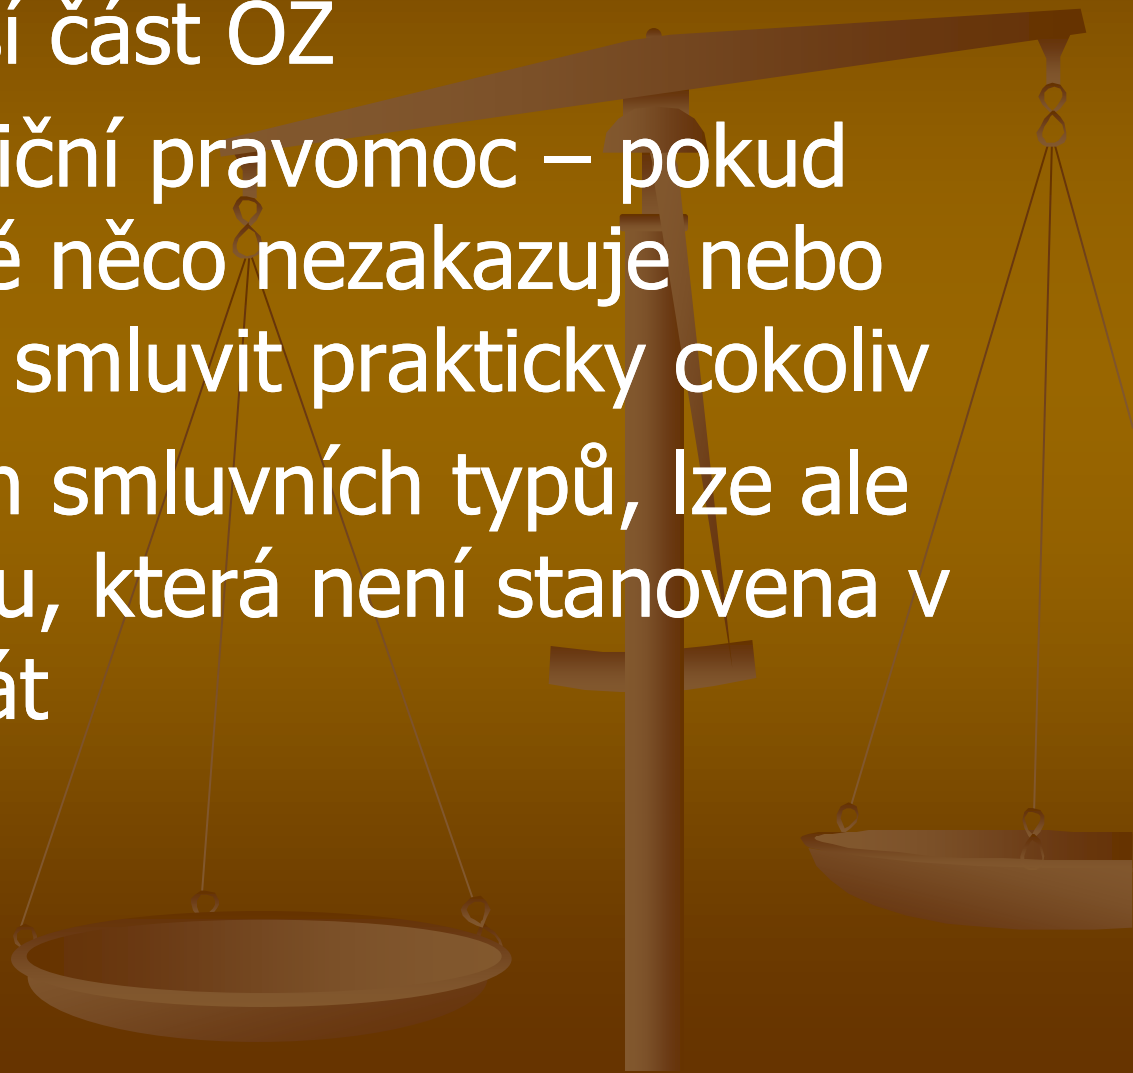 sí část OZ
iční pravomoc – pokud
é něco nezakazuje nebo
smluvit prakticky cokoliv
smluvních typů, lze ale
u, která není stanovena v
át